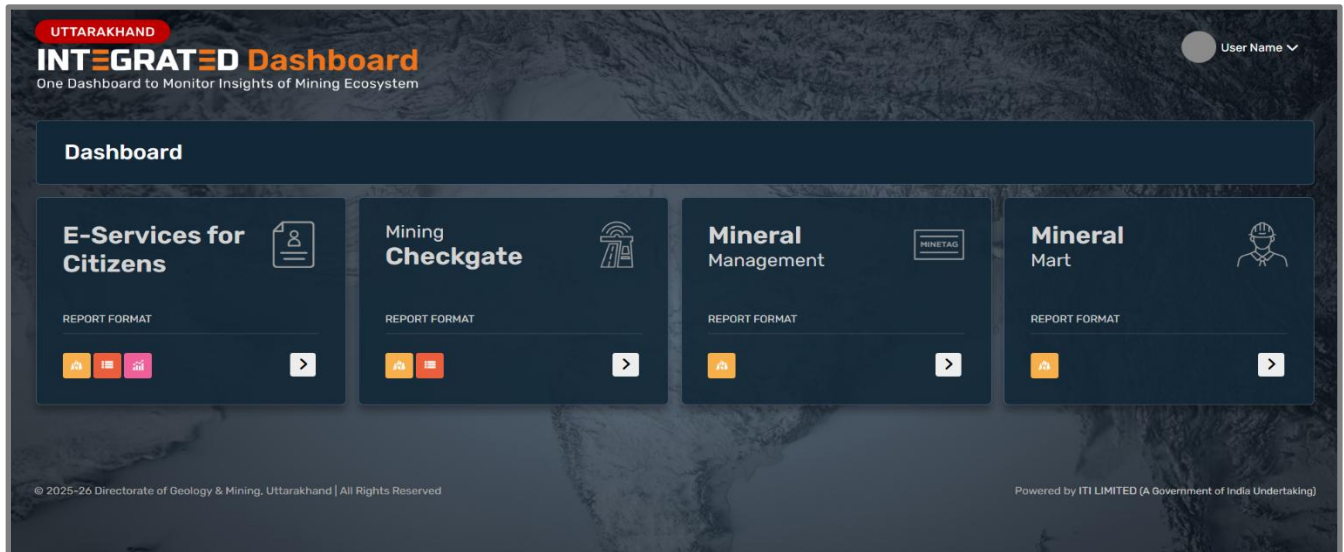 UTTARAKHAND
INTEGRATED Dashboard
One Dashboard to Monitor Insights of Mining Ecosystem
User Name
Dashboard
E-Services for
Citizens
REPORT FORMAT
Mining
Checkgate
REPORT FORMAT
Mineral
Management
MINETAG
REPORT FORMAT
Mineral
Mart
REPORT FORMAT
© 2025-26 Directorate of Geology & Mining, Uttarakhand | All Rights Reserved
Powered by ITI LIMITED (A Government of India Undertaking)